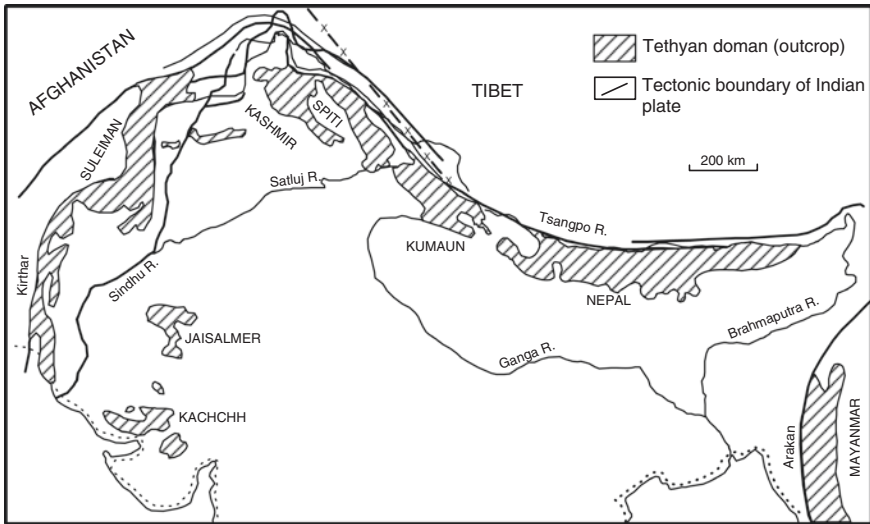 AFGHANISTAN
TIBET
Tethyan doman (outcrop)
Tectonic boundary of Indian
plate
200 km
SULEIMAN
KASHMIR
SPITI
Satluj R.
Tsangpo R.
KUMAUN
NEPAL
Kirthar
Sindhu R.
JAISALMER
Ganga R.
Brahmaputra R.
KACHCHH
Arakan
MAYANMAR
x
x
x
x
x